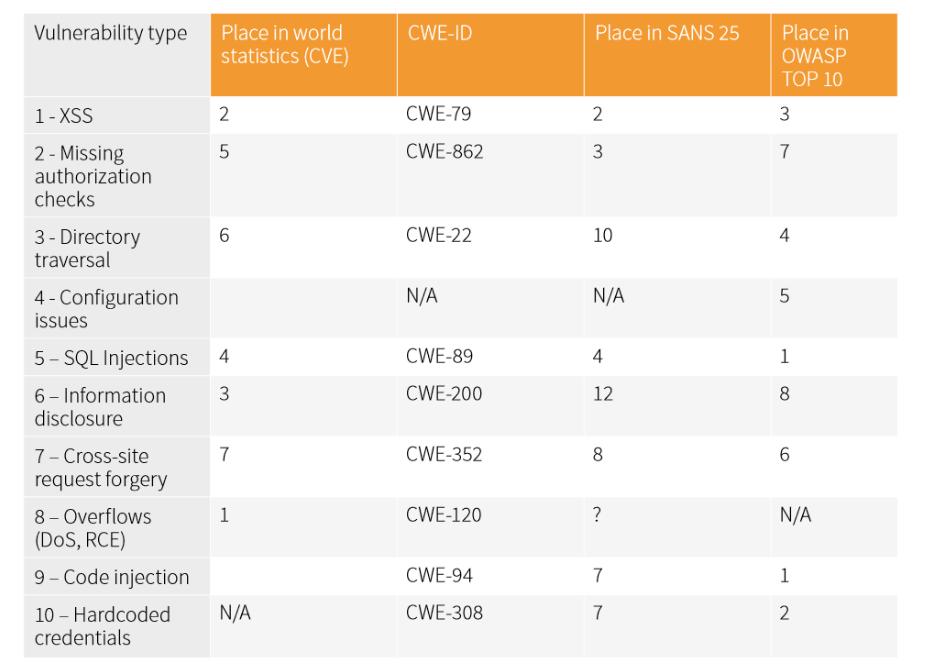 Vulnerability type
Place in world
statistics (CVE)
CWE-ID
Place in SANS 25
Place in
OWASP
TOP 10
1 - XSS
2
CWE-79
2
3
2 - Missing
authorization
checks
5
CWE-862
3
7
3 - Directory
traversal
6
CWE-22
10
4
4 - Configuration
issues
N/A
N/A
5
5 – SQL Injections
4
CWE-89
4
1
6 – Information
disclosure
3
CWE-200
12
8
7 – Cross-site
request forgery
7
CWE-352
8
6
8 – Overflows
(DoS, RCE)
1
CWE-120
?
N/A
9 – Code injection
CWE-94
7
1
10 – Hardcoded
credentials
N/A
CWE-308
7
2